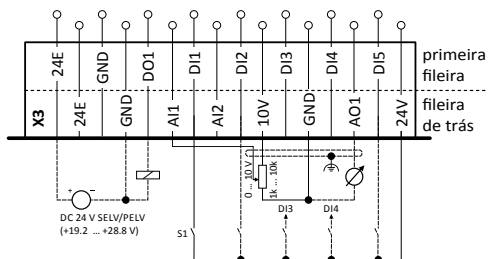 24E GND DO1 DI1 DI2 DI3 DI4 DI5
primeira
fileira
X3 24E GND AI1 AI2 10V GND AO1 24V
fileira
de trás
0 ... 10 V
1k ... 10k
+ −
DC 24 V SELV/PELV
(+19.2 ... +28.8 V)
S1
DI3 DI4